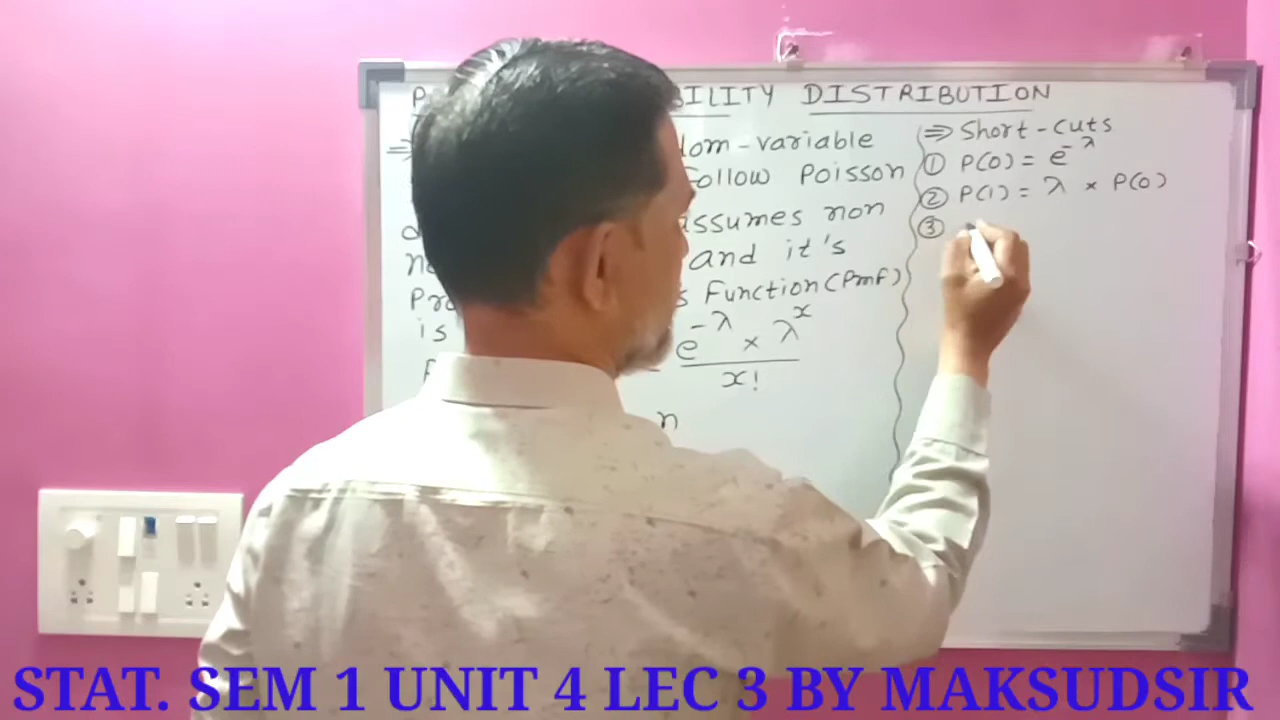 BILITY DISTRIBUTION
⇒ dom-variable
Follow Poisson
assumes non
and it's
Function (Pmf)
is
e^-λ × λ^x
x!
n
⇒ Short-cuts
① P(0) = e^-λ
② P(1) = λ × P(0)
③
STAT. SEM 1 UNIT 4 LEC 3 BY MAKSUDSIR